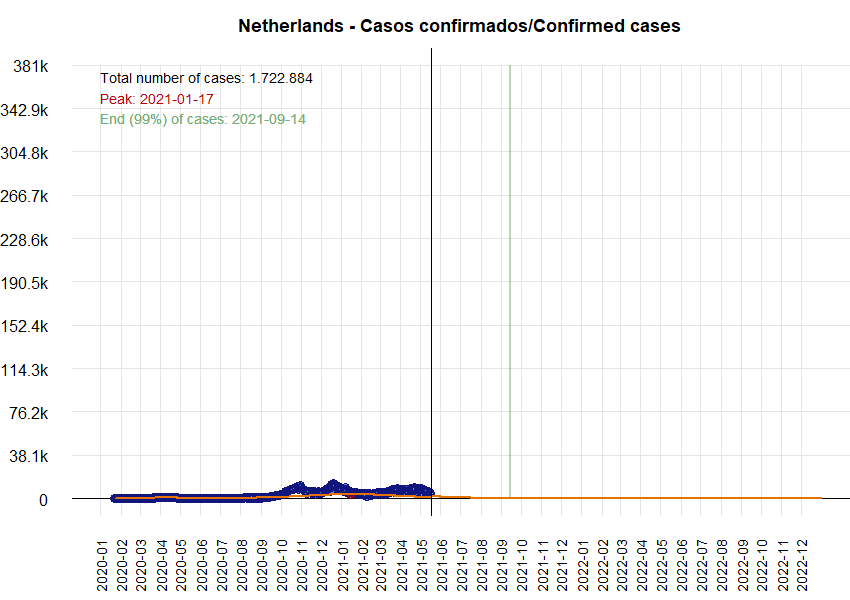 Netherlands - Casos confirmados/Confirmed cases
Total number of cases: 1.722.884
Peak: 2021-01-17
End (99%) of cases: 2021-09-14
381k
342.9k
304.8k
266.7k
228.6k
190.5k
152.4k
114.3k
76.2k
38.1k
0
2020-01
2020-02
2020-03
2020-04
2020-05
2020-06
2020-07
2020-08
2020-09
2020-10
2020-11
2020-12
2021-01
2021-02
2021-03
2021-04
2021-05
2021-06
2021-07
2021-08
2021-09
2021-10
2021-11
2021-12
2022-01
2022-02
2022-03
2022-04
2022-05
2022-06
2022-07
2022-08
2022-09
2022-10
2022-11
2022-12